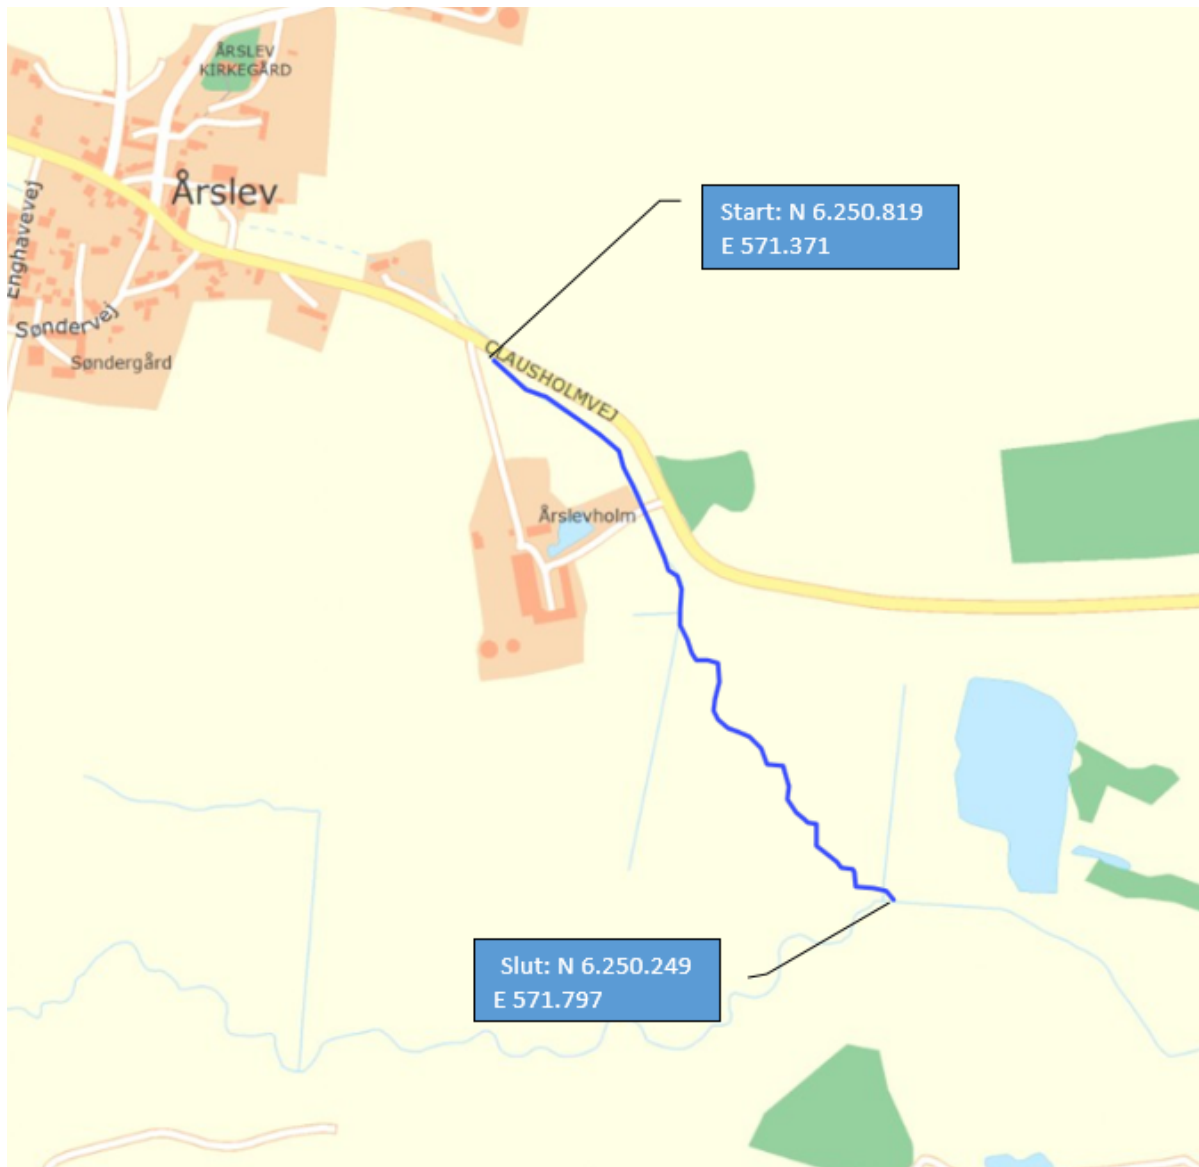 ÅRSLEV
KIRKEGÅRD
Årslev
Enghavevej
Søndervej
Søndergård
Start: N 6.250.819
E 571.371
CLAUSHOLMVEJ
Årslevholm
Slut: N 6.250.249
E 571.797